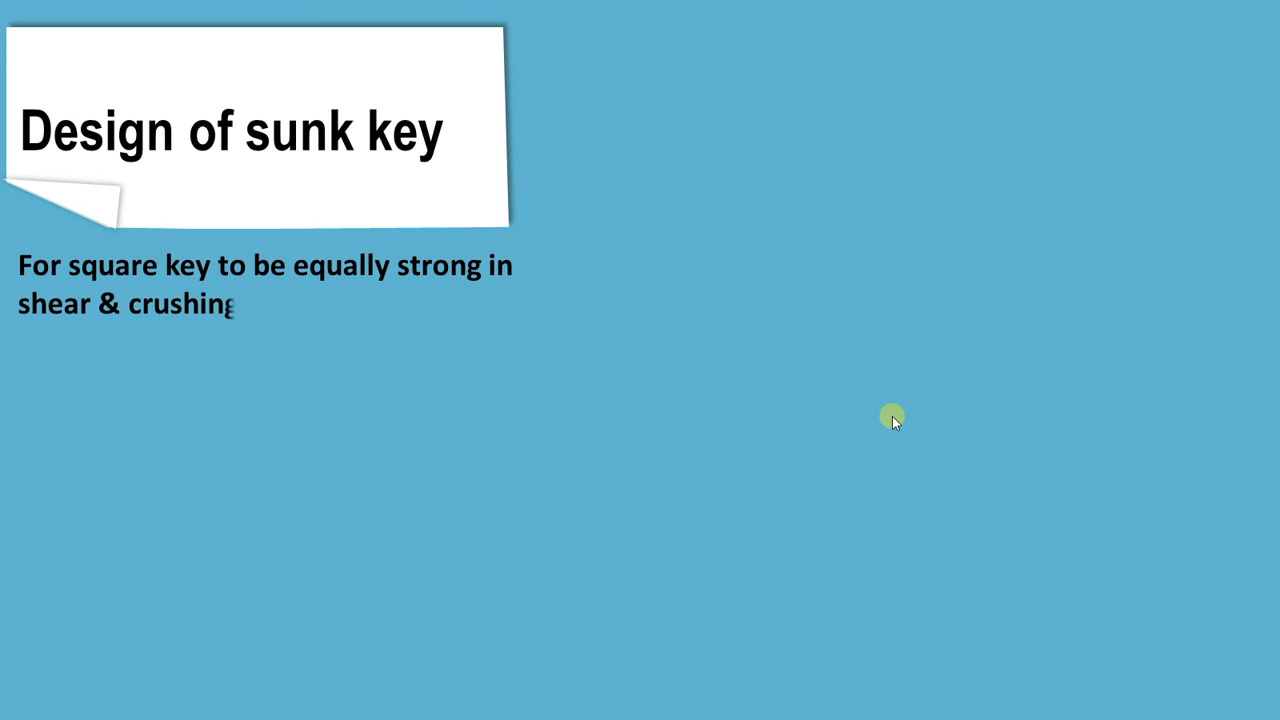 Design of sunk key
For square key to be equally strong in
shear & crushing